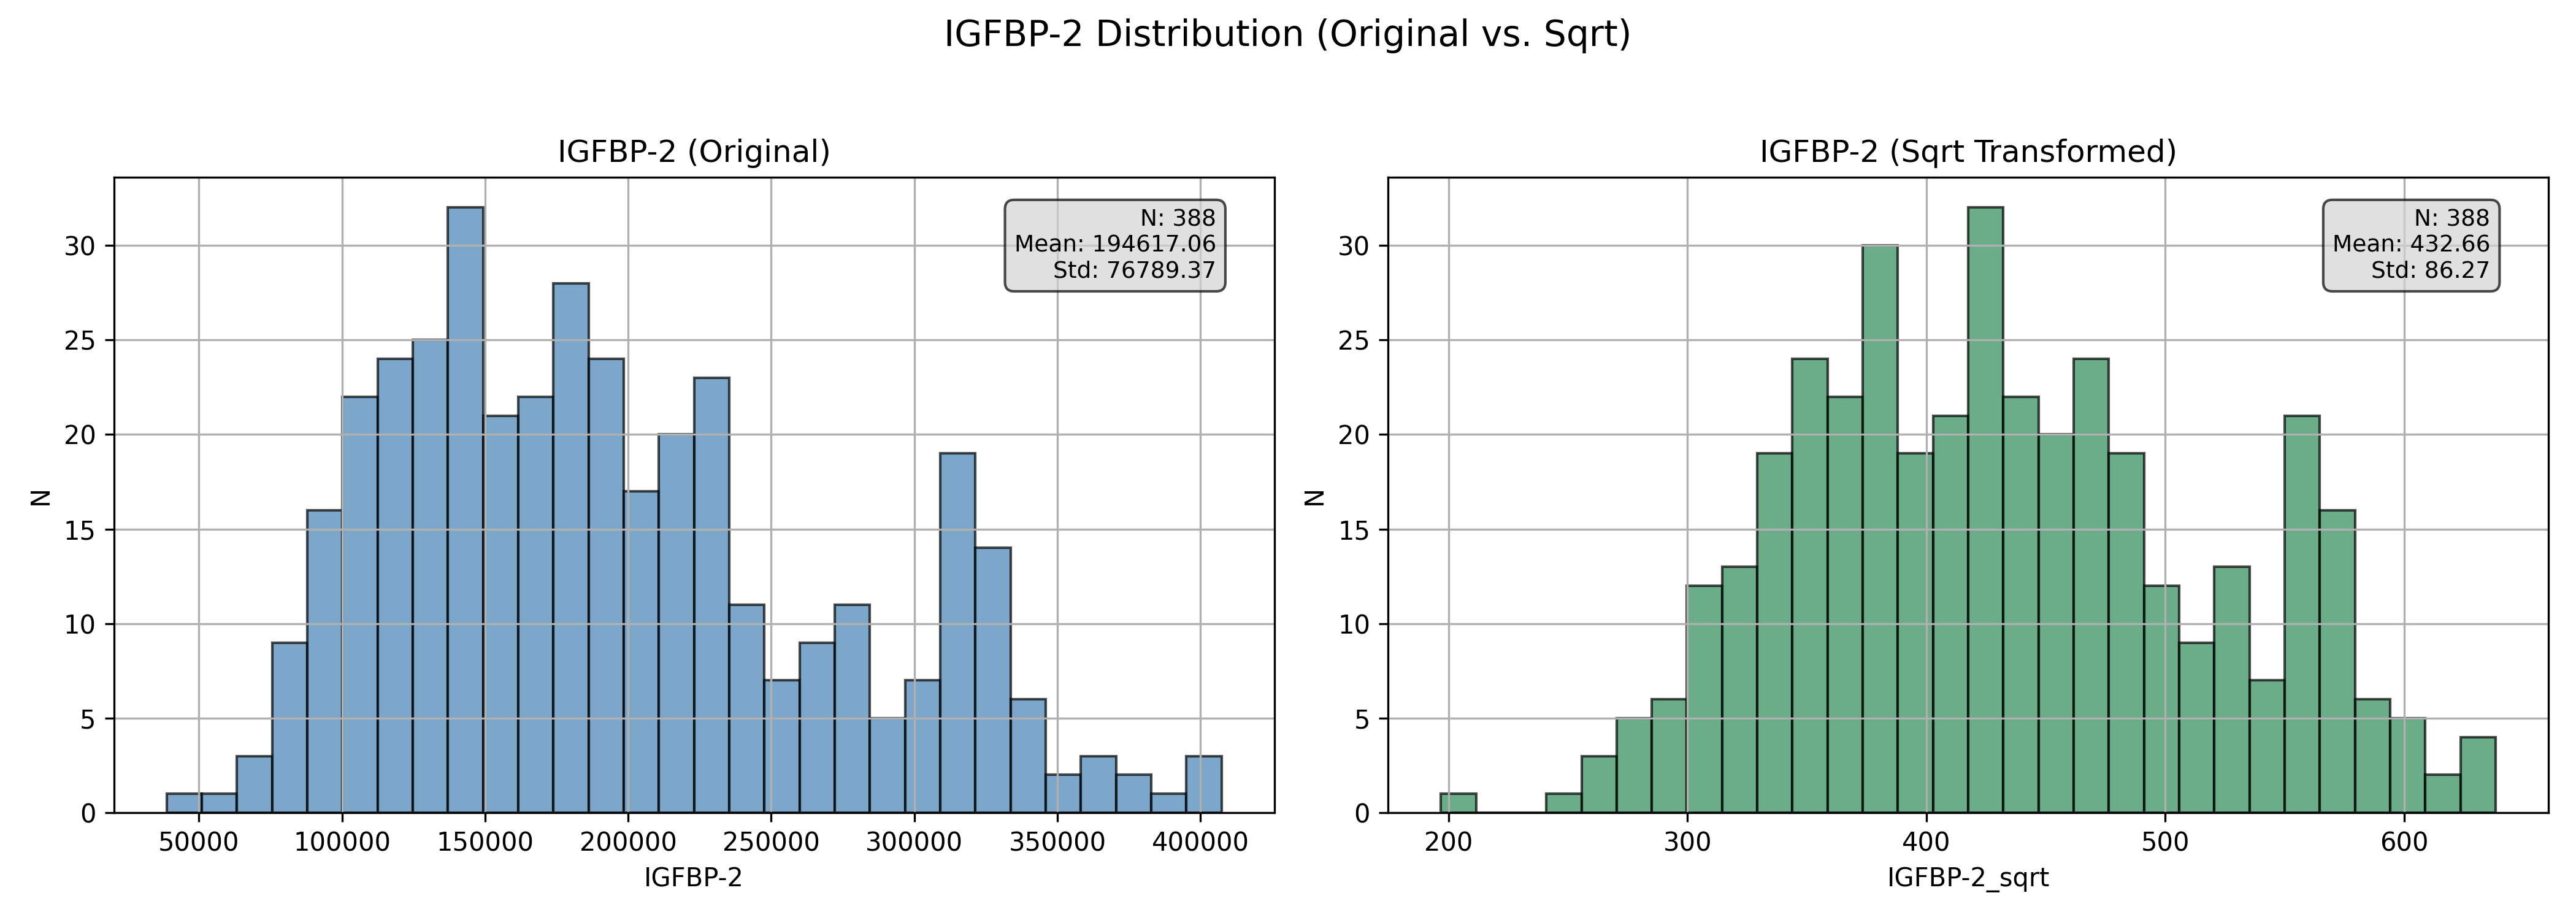 IGFBP-2 Distribution (Original vs. Sqrt)
IGFBP-2 (Original)
N: 388
Mean: 194617.06
Std: 76789.37
N
30
25
20
15
10
5
0
50000 100000 150000 200000 250000 300000 350000 400000
IGFBP-2
IGFBP-2 (Sqrt Transformed)
N: 388
Mean: 432.66
Std: 86.27
N
30
25
20
15
10
5
0
200 300 400 500 600
IGFBP-2_sqrt